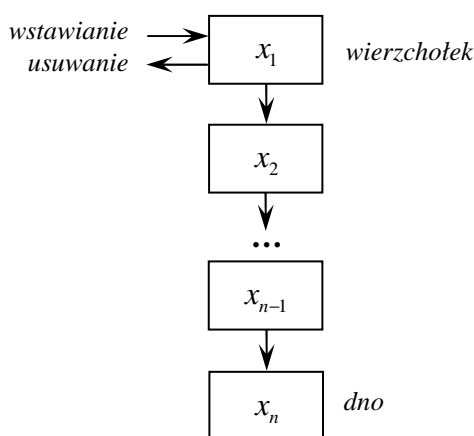 wstawianie
usuwanie
x₁
wierzchołek
x₂
...
xₙ₋₁
xₙ
dno